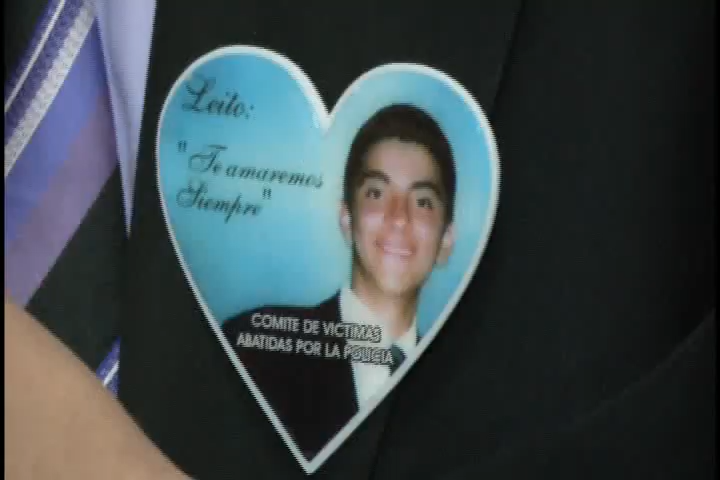 Leito:
"Te amaremos
Siempre"
COMITE DE VICTIMAS
ABATIDAS POR LA POLICIA